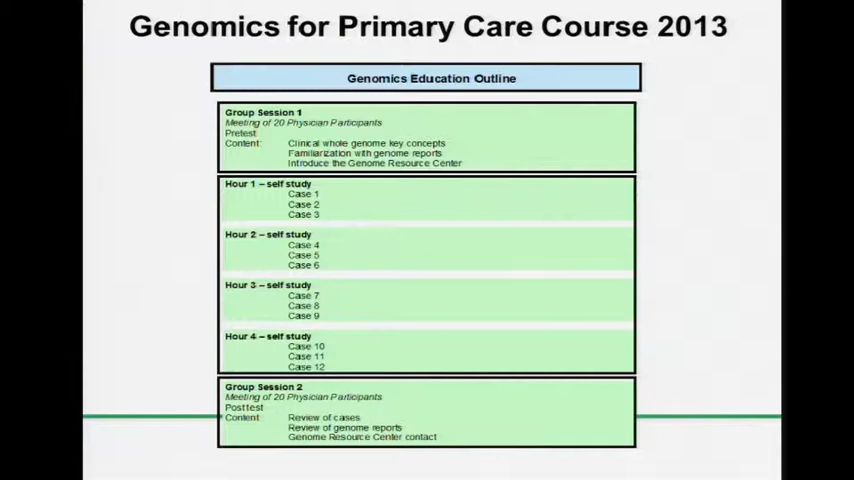 Genomics for Primary Care Course 2013
Genomics Education Outline
Group Session 1
Meeting of 20 Physician Participants
Pretest
Content: Clinical whole genome key concepts
Familiarization with genome reports
Introduce the Genome Resource Center
Hour 1 – self study
Case 1
Case 2
Case 3
Hour 2 – self study
Case 4
Case 5
Case 6
Hour 3 – self study
Case 7
Case 8
Case 9
Hour 4 – self study
Case 10
Case 11
Case 12
Group Session 2
Meeting of 20 Physician Participants
Posttest
Content: Review of cases
Review of genome reports
Genome Resource Center contact